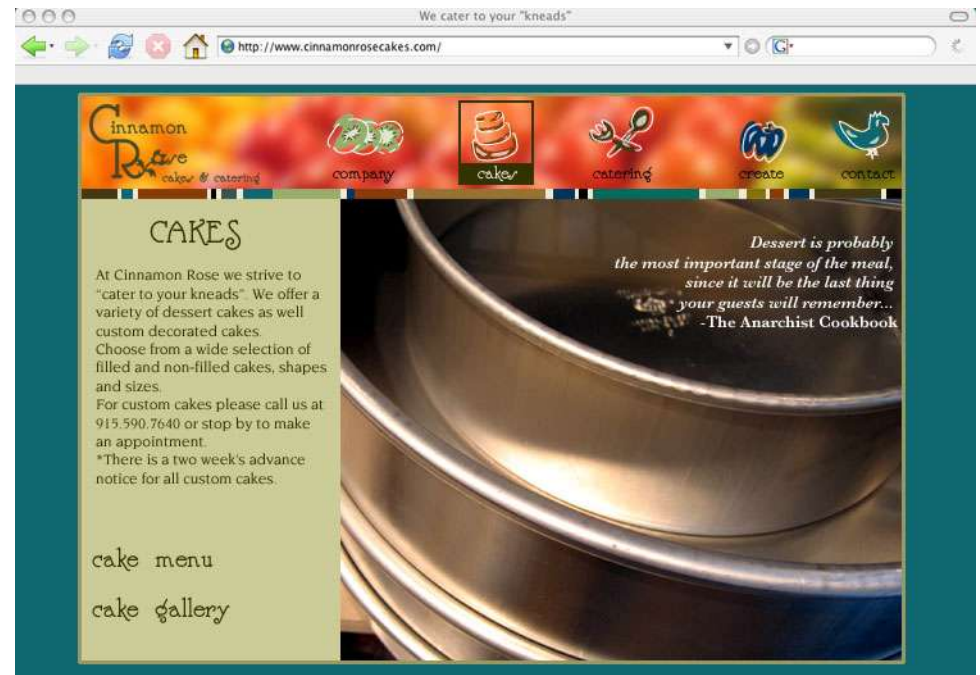 We cater to your "kneads"
http://www.cinnamonrosecakes.com/
G
Cinnamon
Rose
cakes & catering
company
cakes
catering
create
contact
CAKES
At Cinnamon Rose we strive to
"cater to your kneads". We offer a
variety of dessert cakes as well
custom decorated cakes.
Choose from a wide selection of
filled and non-filled cakes, shapes
and sizes.
For custom cakes please call us at
915.590.7640 or stop by to make
an appointment.
*There is a two week's advance
notice for all custom cakes.
cake menu
cake gallery
Dessert is probably
the most important stage of the meal,
since it will be the last thing
your guests will remember...
-The Anarchist Cookbook